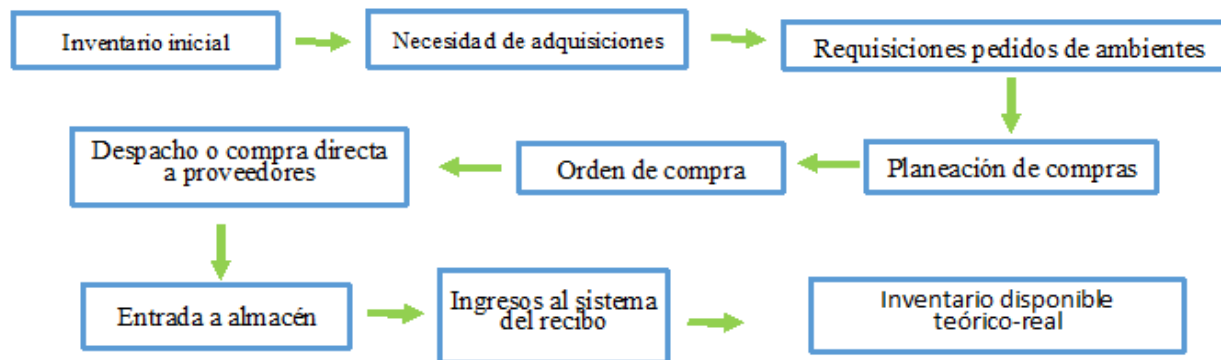 Inventario inicial
Necesidad de adquisiciones
Requisiciones pedidos de ambientes
Planeación de compras
Orden de compra
Despacho o compra directa
a proveedores
Entrada a almacén
Ingresos al sistema
del recibo
Inventario disponible
teórico-real